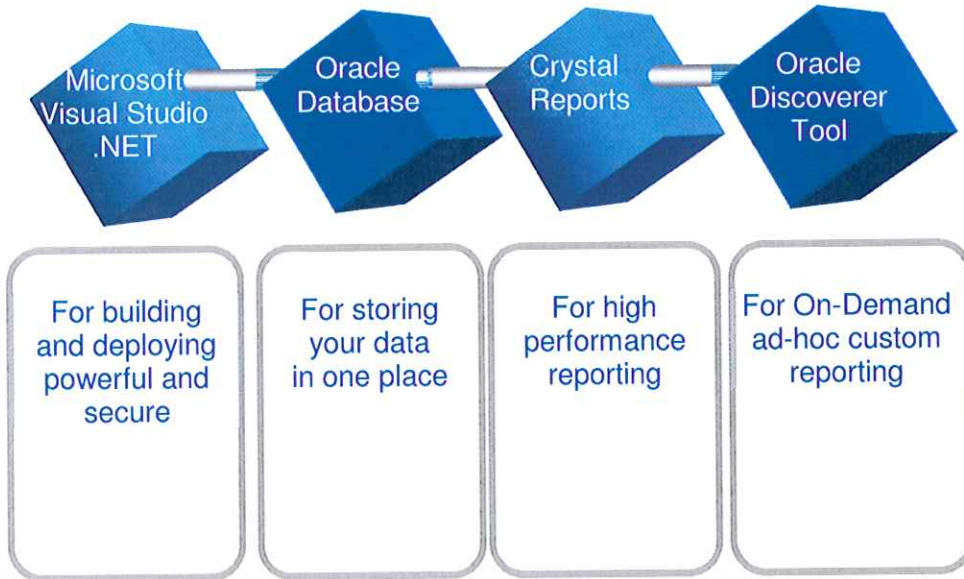 Microsoft
Visual Studio
.NET
Oracle
Database
Crystal
Reports
Oracle
Discoverer
Tool
For building
and deploying
powerful and
secure
For storing
your data
in one place
For high
performance
reporting
For On-Demand
ad-hoc custom
reporting